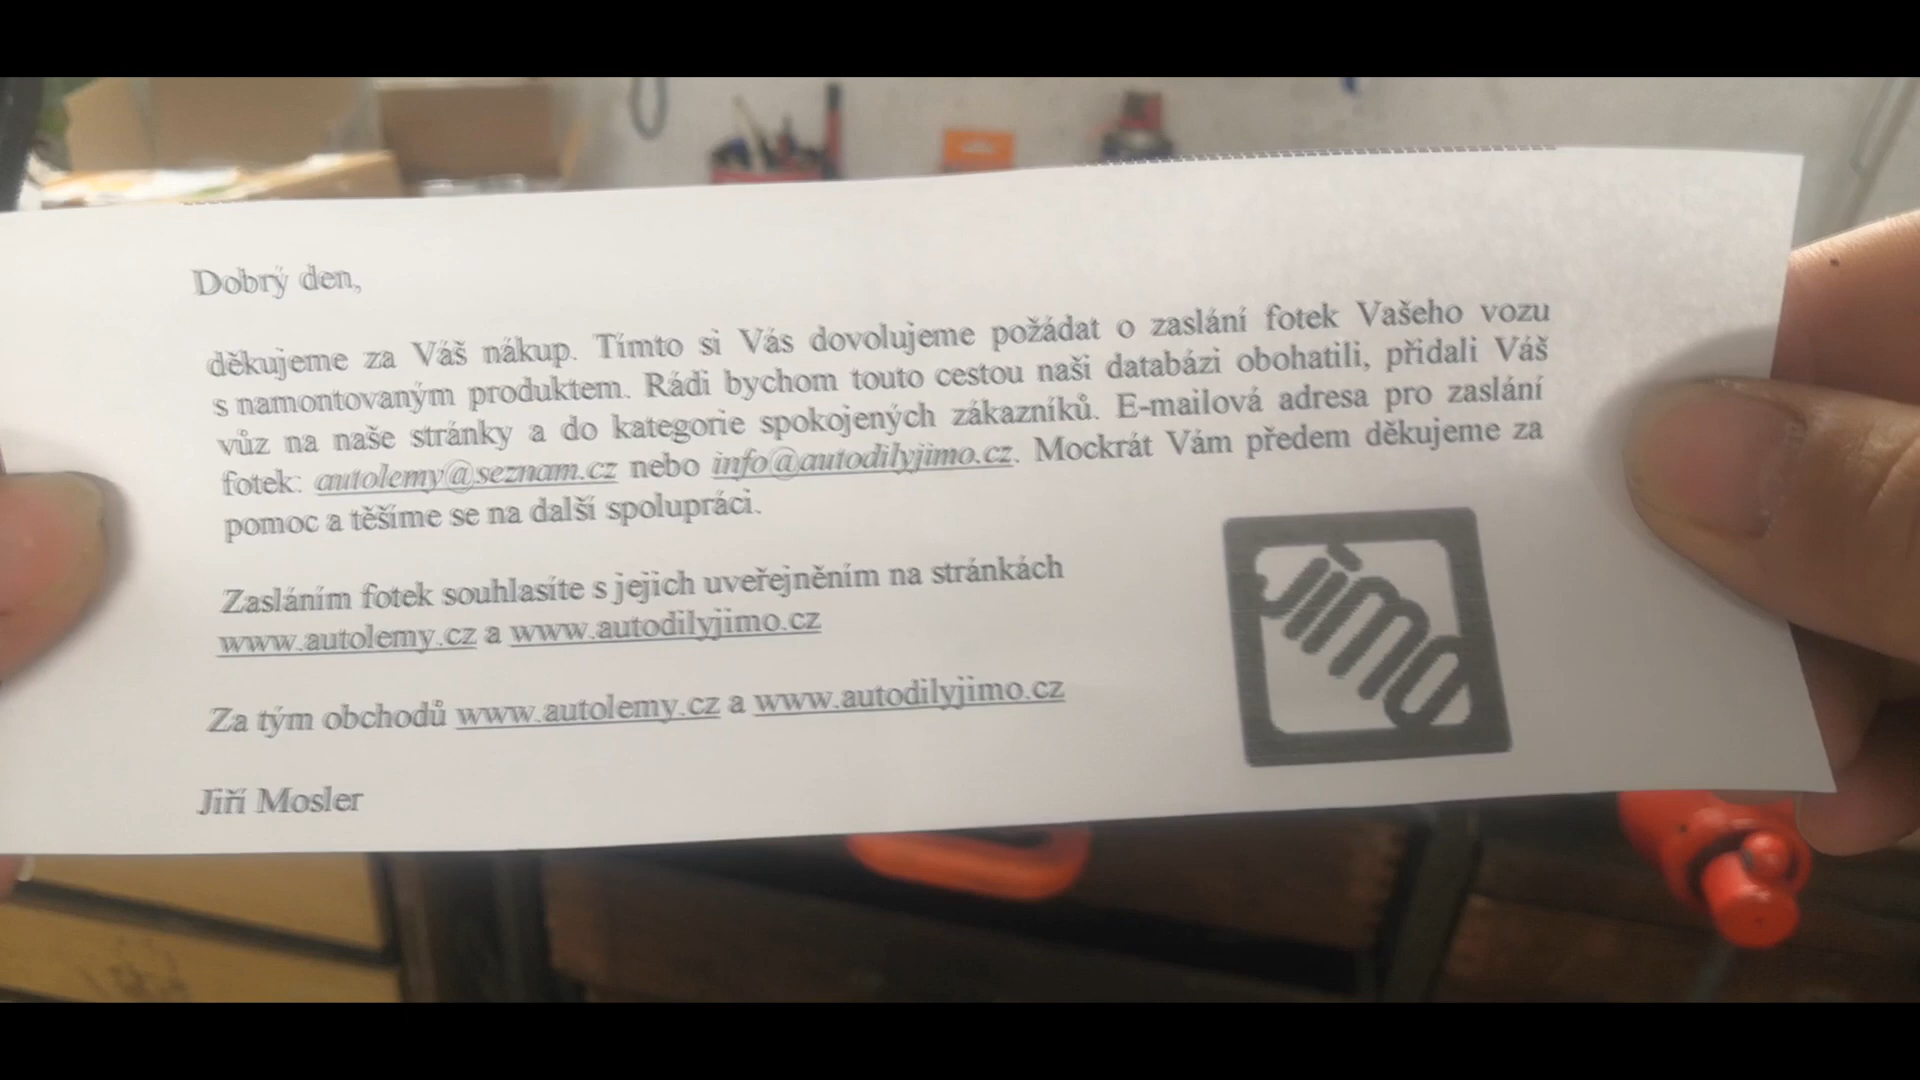 Dobrý den,
děkujeme za Váš nákup. Tímto si Vás dovolujeme požádat o zaslání fotek Vašeho vozu
s namontovaným produktem. Rádi bychom touto cestou naši databázi obohatili, přidali Váš
vůz na naše stránky a do kategorie spokojených zákazníků. E-mailová adresa pro zaslání
fotek: autolemy@seznam.cz nebo info@autodilyjimo.cz. Mockrát Vám předem děkujeme za
pomoc a těšíme se na další spolupráci.
Zasláním fotek souhlasíte s jejich uveřejněním na stránkách
www.autolemy.cz a www.autodilyjimo.cz
Za tým obchodů www.autolemy.cz a www.autodilyjimo.cz
Jiří Mosler
Jimo